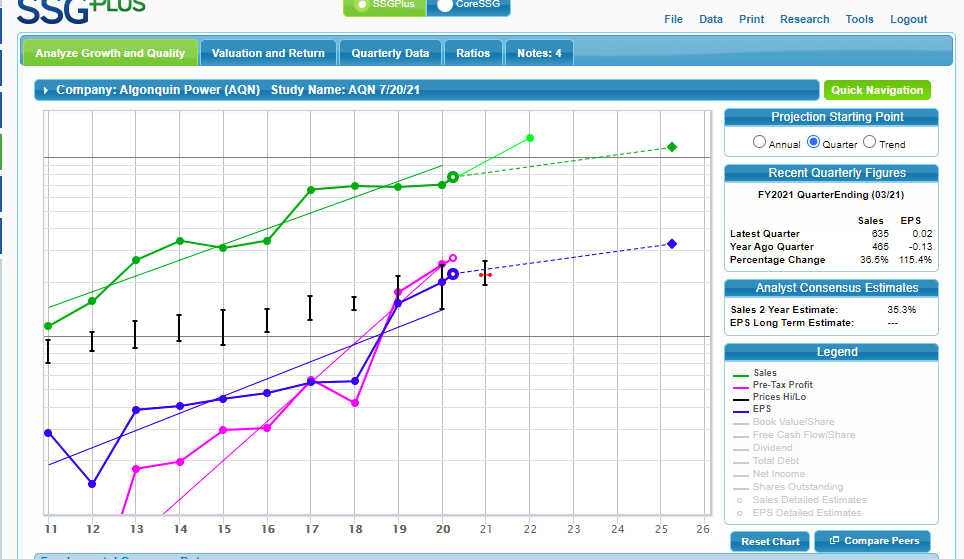 SSG+PLUS
SSGPlus CoreSSG
File Data Print Research Tools Logout
Analyze Growth and Quality Valuation and Return Quarterly Data Ratios Notes: 4
Company: Algonquin Power (AQN) Study Name: AQN 7/20/21
Quick Navigation
Projection Starting Point
Annual Quarter Trend
Recent Quarterly Figures
FY2021 QuarterEnding (03/21)
Sales EPS
Latest Quarter 635 0.02
Year Ago Quarter 465 -0.13
Percentage Change 36.5% 115.4%
Analyst Consensus Estimates
Sales 2 Year Estimate: 35.3%
EPS Long Term Estimate: ---
Legend
Sales
Pre-Tax Profit
Prices Hi/Lo
EPS
Book Value/Share
Free Cash Flow/Share
Dividend
Total Debt
Net Income
Shares Outstanding
Sales Detailed Estimates
EPS Detailed Estimates
11 12 13 14 15 16 17 18 19 20 21 22 23 24 25 26
Reset Chart Compare Peers